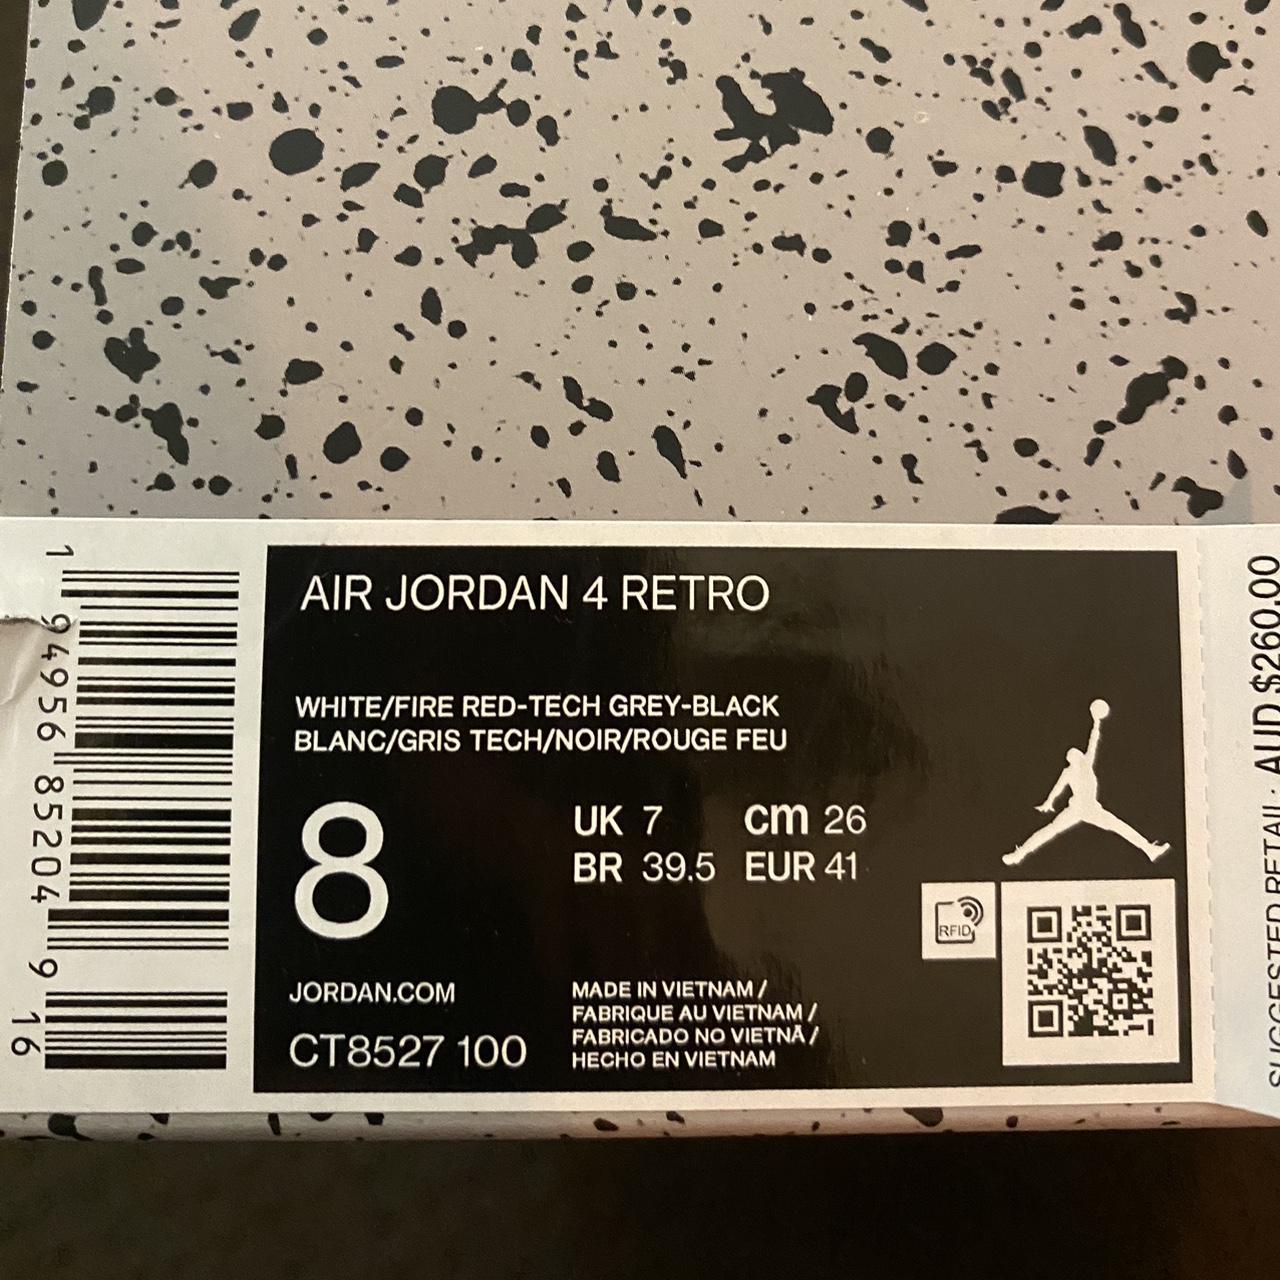 AIR JORDAN 4 RETRO
WHITE/FIRE RED-TECH GREY-BLACK
BLANC/GRIS TECH/NOIR/ROUGE FEU
8
UK 7 cm 26
BR 39.5 EUR 41
RFID
JORDAN.COM
CT8527 100
MADE IN VIETNAM /
FABRIQUE AU VIETNAM /
FABRICADO NO VIETNÃ /
HECHO EN VIETNAM
1 94956 85204 9 16
SUGGESTED RETAIL: AUD $260.00